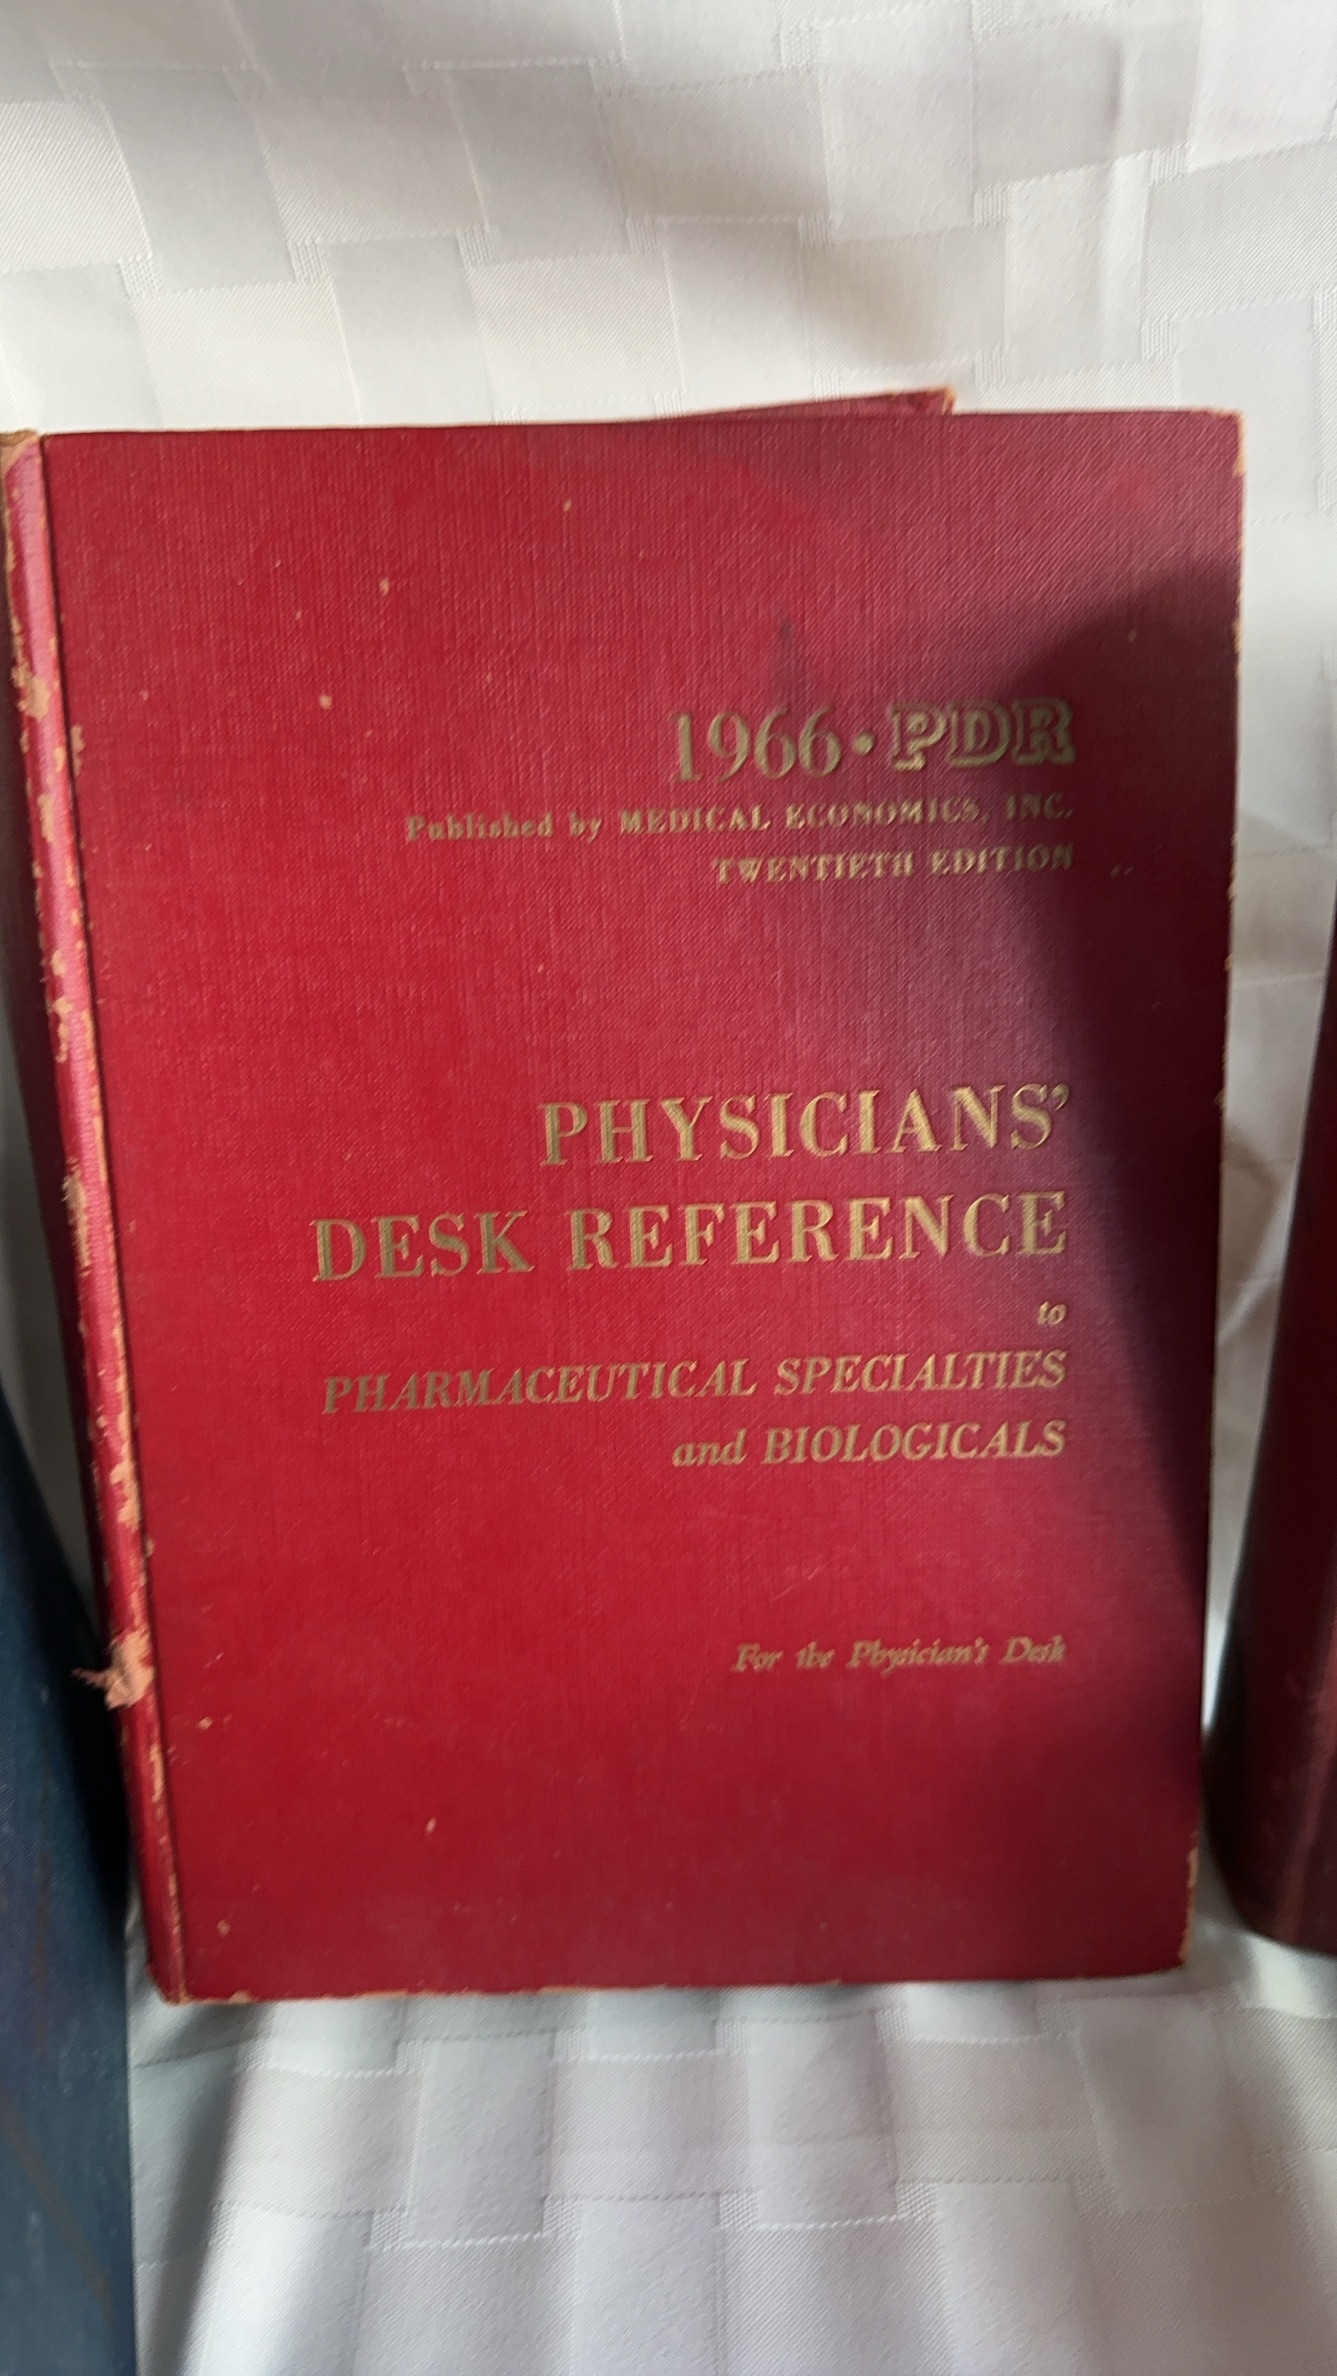 1966 • PDR
Published by MEDICAL ECONOMICS, INC.
TWENTIETH EDITION
PHYSICIANS'
DESK REFERENCE
to
PHARMACEUTICAL SPECIALTIES
and BIOLOGICALS
For the Physician's Desk